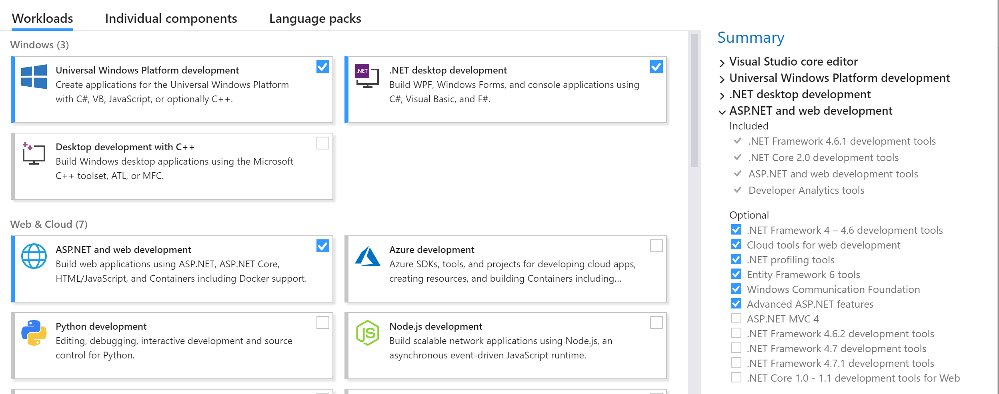 Workloads
Individual components
Language packs
Windows (3)
Universal Windows Platform development
Create applications for the Universal Windows Platform
with C#, VB, JavaScript, or optionally C++.
.NET
.NET desktop development
Build WPF, Windows Forms, and console applications using
C#, Visual Basic, and F#.
Desktop development with C++
Build Windows desktop applications using the Microsoft
C++ toolset, ATL, or MFC.
Web & Cloud (7)
ASP.NET and web development
Build web applications using ASP.NET, ASP.NET Core,
HTML/JavaScript, and Containers including Docker support.
Azure development
Azure SDKs, tools, and projects for developing cloud apps,
creating resources, and building Containers including...
Python development
Editing, debugging, interactive development and source
control for Python.
JS
Node.js development
Build scalable network applications using Node.js, an
asynchronous event-driven JavaScript runtime.
Summary
Visual Studio core editor
Universal Windows Platform development
.NET desktop development
ASP.NET and web development
Included
.NET Framework 4.6.1 development tools
.NET Core 2.0 development tools
ASP.NET and web development tools
Developer Analytics tools
Optional
.NET Framework 4 – 4.6 development tools
Cloud tools for web development
.NET profiling tools
Entity Framework 6 tools
Windows Communication Foundation
Advanced ASP.NET features
ASP.NET MVC 4
.NET Framework 4.6.2 development tools
.NET Framework 4.7 development tools
.NET Framework 4.7.1 development tools
.NET Core 1.0 - 1.1 development tools for Web